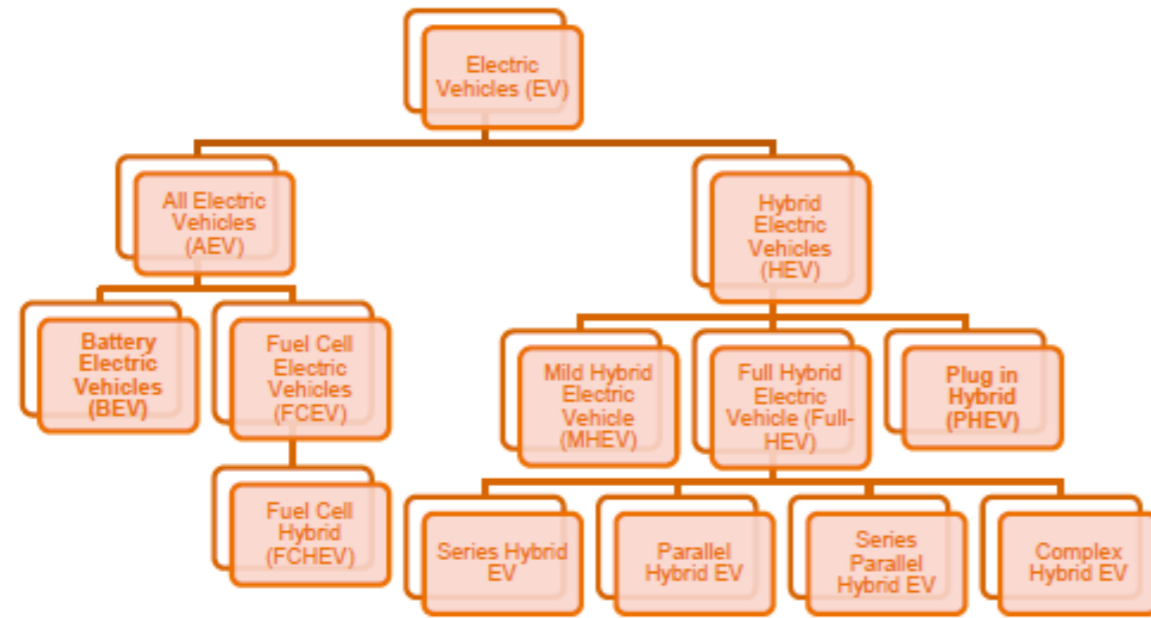 Electric
Vehicles (EV)
All Electric
Vehicles
(AEV)
Hybrid
Electric
Vehicles
(HEV)
Battery
Electric
Vehicles
(BEV)
Fuel Cell
Electric
Vehicles
(FCEV)
Mild Hybrid
Electric
Vehicle
(MHEV)
Full Hybrid
Electric
Vehicle (Full-
HEV)
Plug in
Hybrid
(PHEV)
Fuel Cell
Hybrid
(FCHEV)
Series Hybrid
EV
Parallel
Hybrid EV
Series
Parallel
Hybrid EV
Complex
Hybrid EV